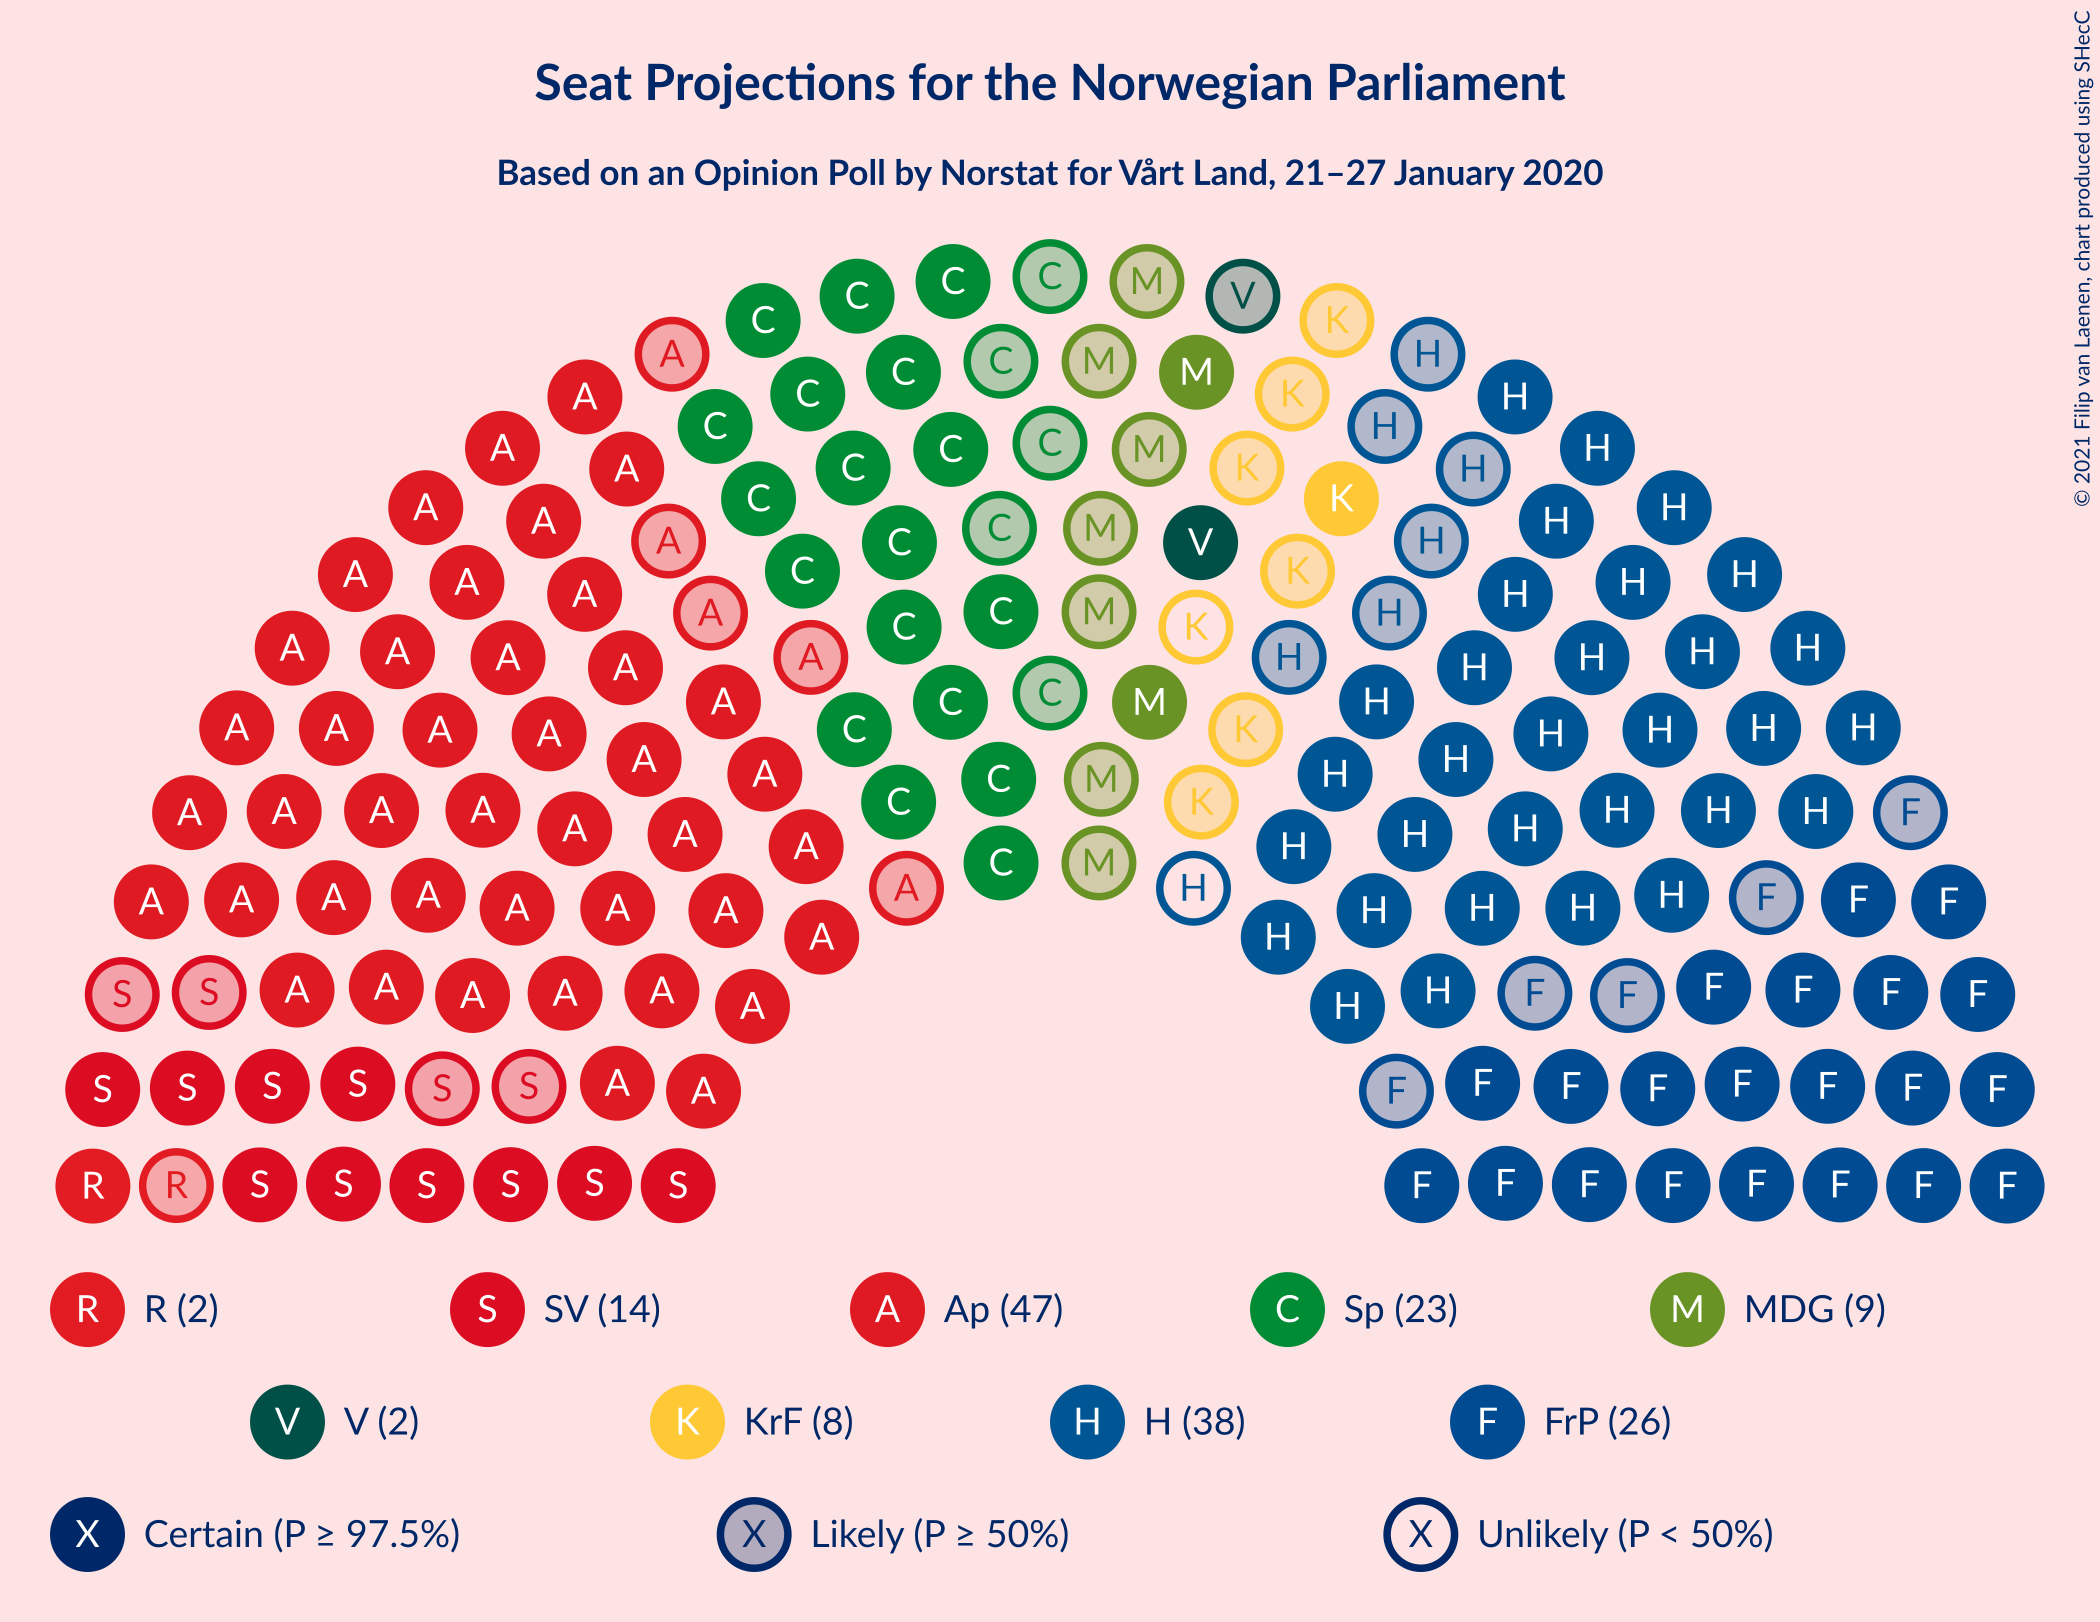 © 2021 Filip van Laenen, chart produced using SHecC
Seat Projections for the Norwegian Parliament
Based on an Opinion Poll by Norstat for Vårt Land, 21–27 January 2020
C C C C M V K
A C C C M M K H
A C C C C M K H H
A A C C C M V K H H
A A A C C C M K K H H H
A A A A A C C M H H H H H
A A A A A C C M K H H H H H
A A A A A A C K H H H H H H
A A A A A A A C M H H H H H H F
A A A A A A A A A H H H H H H F F F
S S A A A A A A H H F F F F F F
S S S S S S A A F F F F F F F F
R R S S S S S S F F F F F F F F
R R (2) S SV (14) A Ap (47) C Sp (23) M MDG (9)
V V (2) K KrF (8) H H (38) F FrP (26)
X Certain (P ≥ 97.5%) X Likely (P ≥ 50%) X Unlikely (P < 50%)